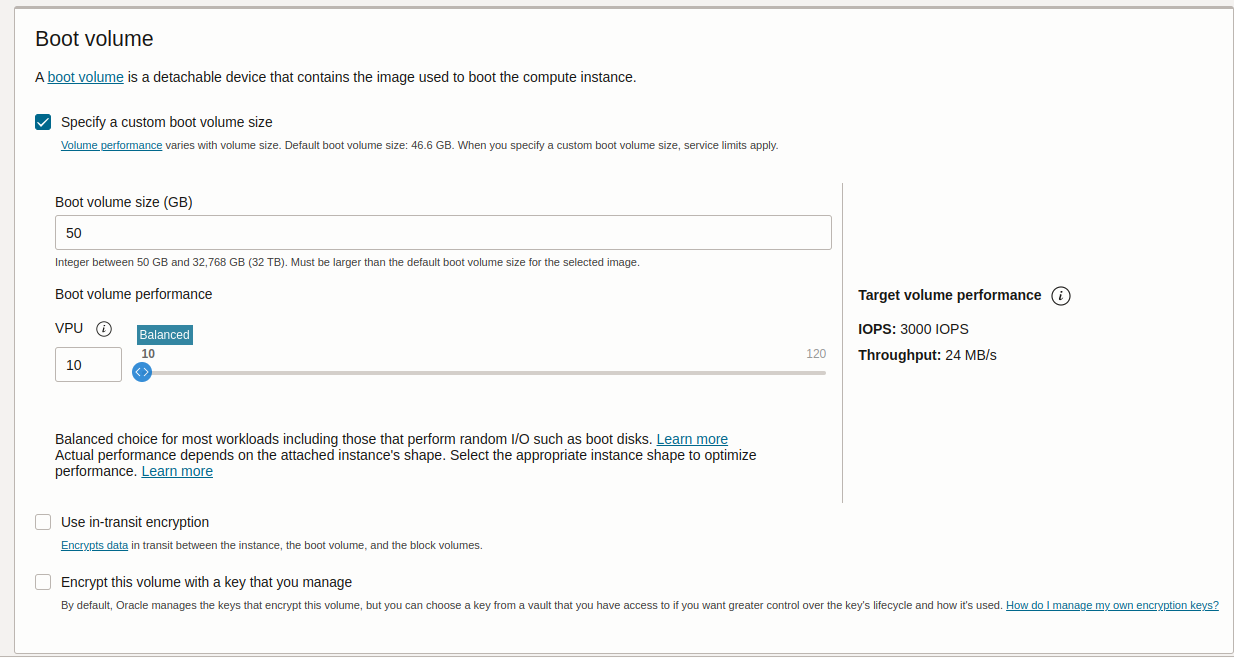 Boot volume
A boot volume is a detachable device that contains the image used to boot the compute instance.
Specify a custom boot volume size
Volume performance varies with volume size. Default boot volume size: 46.6 GB. When you specify a custom boot volume size, service limits apply.
Boot volume size (GB)
50
Integer between 50 GB and 32,768 GB (32 TB). Must be larger than the default boot volume size for the selected image.
Boot volume performance
VPU
Balanced
10
120
10
Balanced choice for most workloads including those that perform random I/O such as boot disks. Learn more
Actual performance depends on the attached instance's shape. Select the appropriate instance shape to optimize
performance. Learn more
Target volume performance
IOPS: 3000 IOPS
Throughput: 24 MB/s
Use in-transit encryption
Encrypts data in transit between the instance, the boot volume, and the block volumes.
Encrypt this volume with a key that you manage
By default, Oracle manages the keys that encrypt this volume, but you can choose a key from a vault that you have access to if you want greater control over the key's lifecycle and how it's used. How do I manage my own encryption keys?